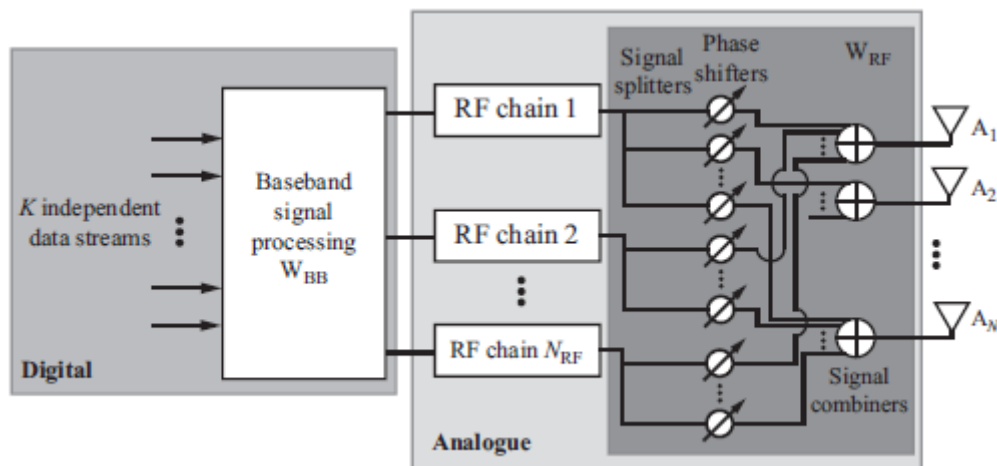 Signal
splitters
Phase
shifters
W_RF
RF chain 1
A_1
Baseband
signal
processing
W_BB
K independent
data streams
RF chain 2
A_2
RF chain N_RF
A_N
Digital
Analogue
Signal
combiners